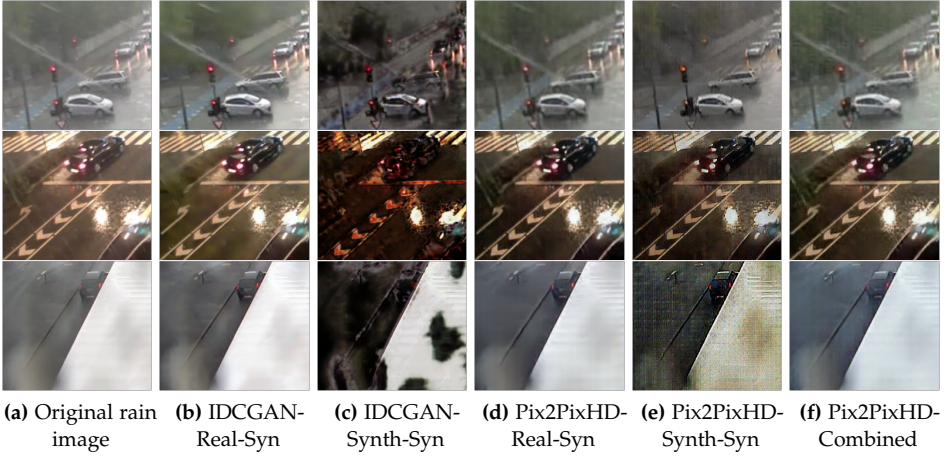 (a) Original rain image
(b) IDCGAN-Real-Syn
(c) IDCGAN-Synth-Syn
(d) Pix2PixHD-Real-Syn
(e) Pix2PixHD-Synth-Syn
(f) Pix2PixHD-Combined